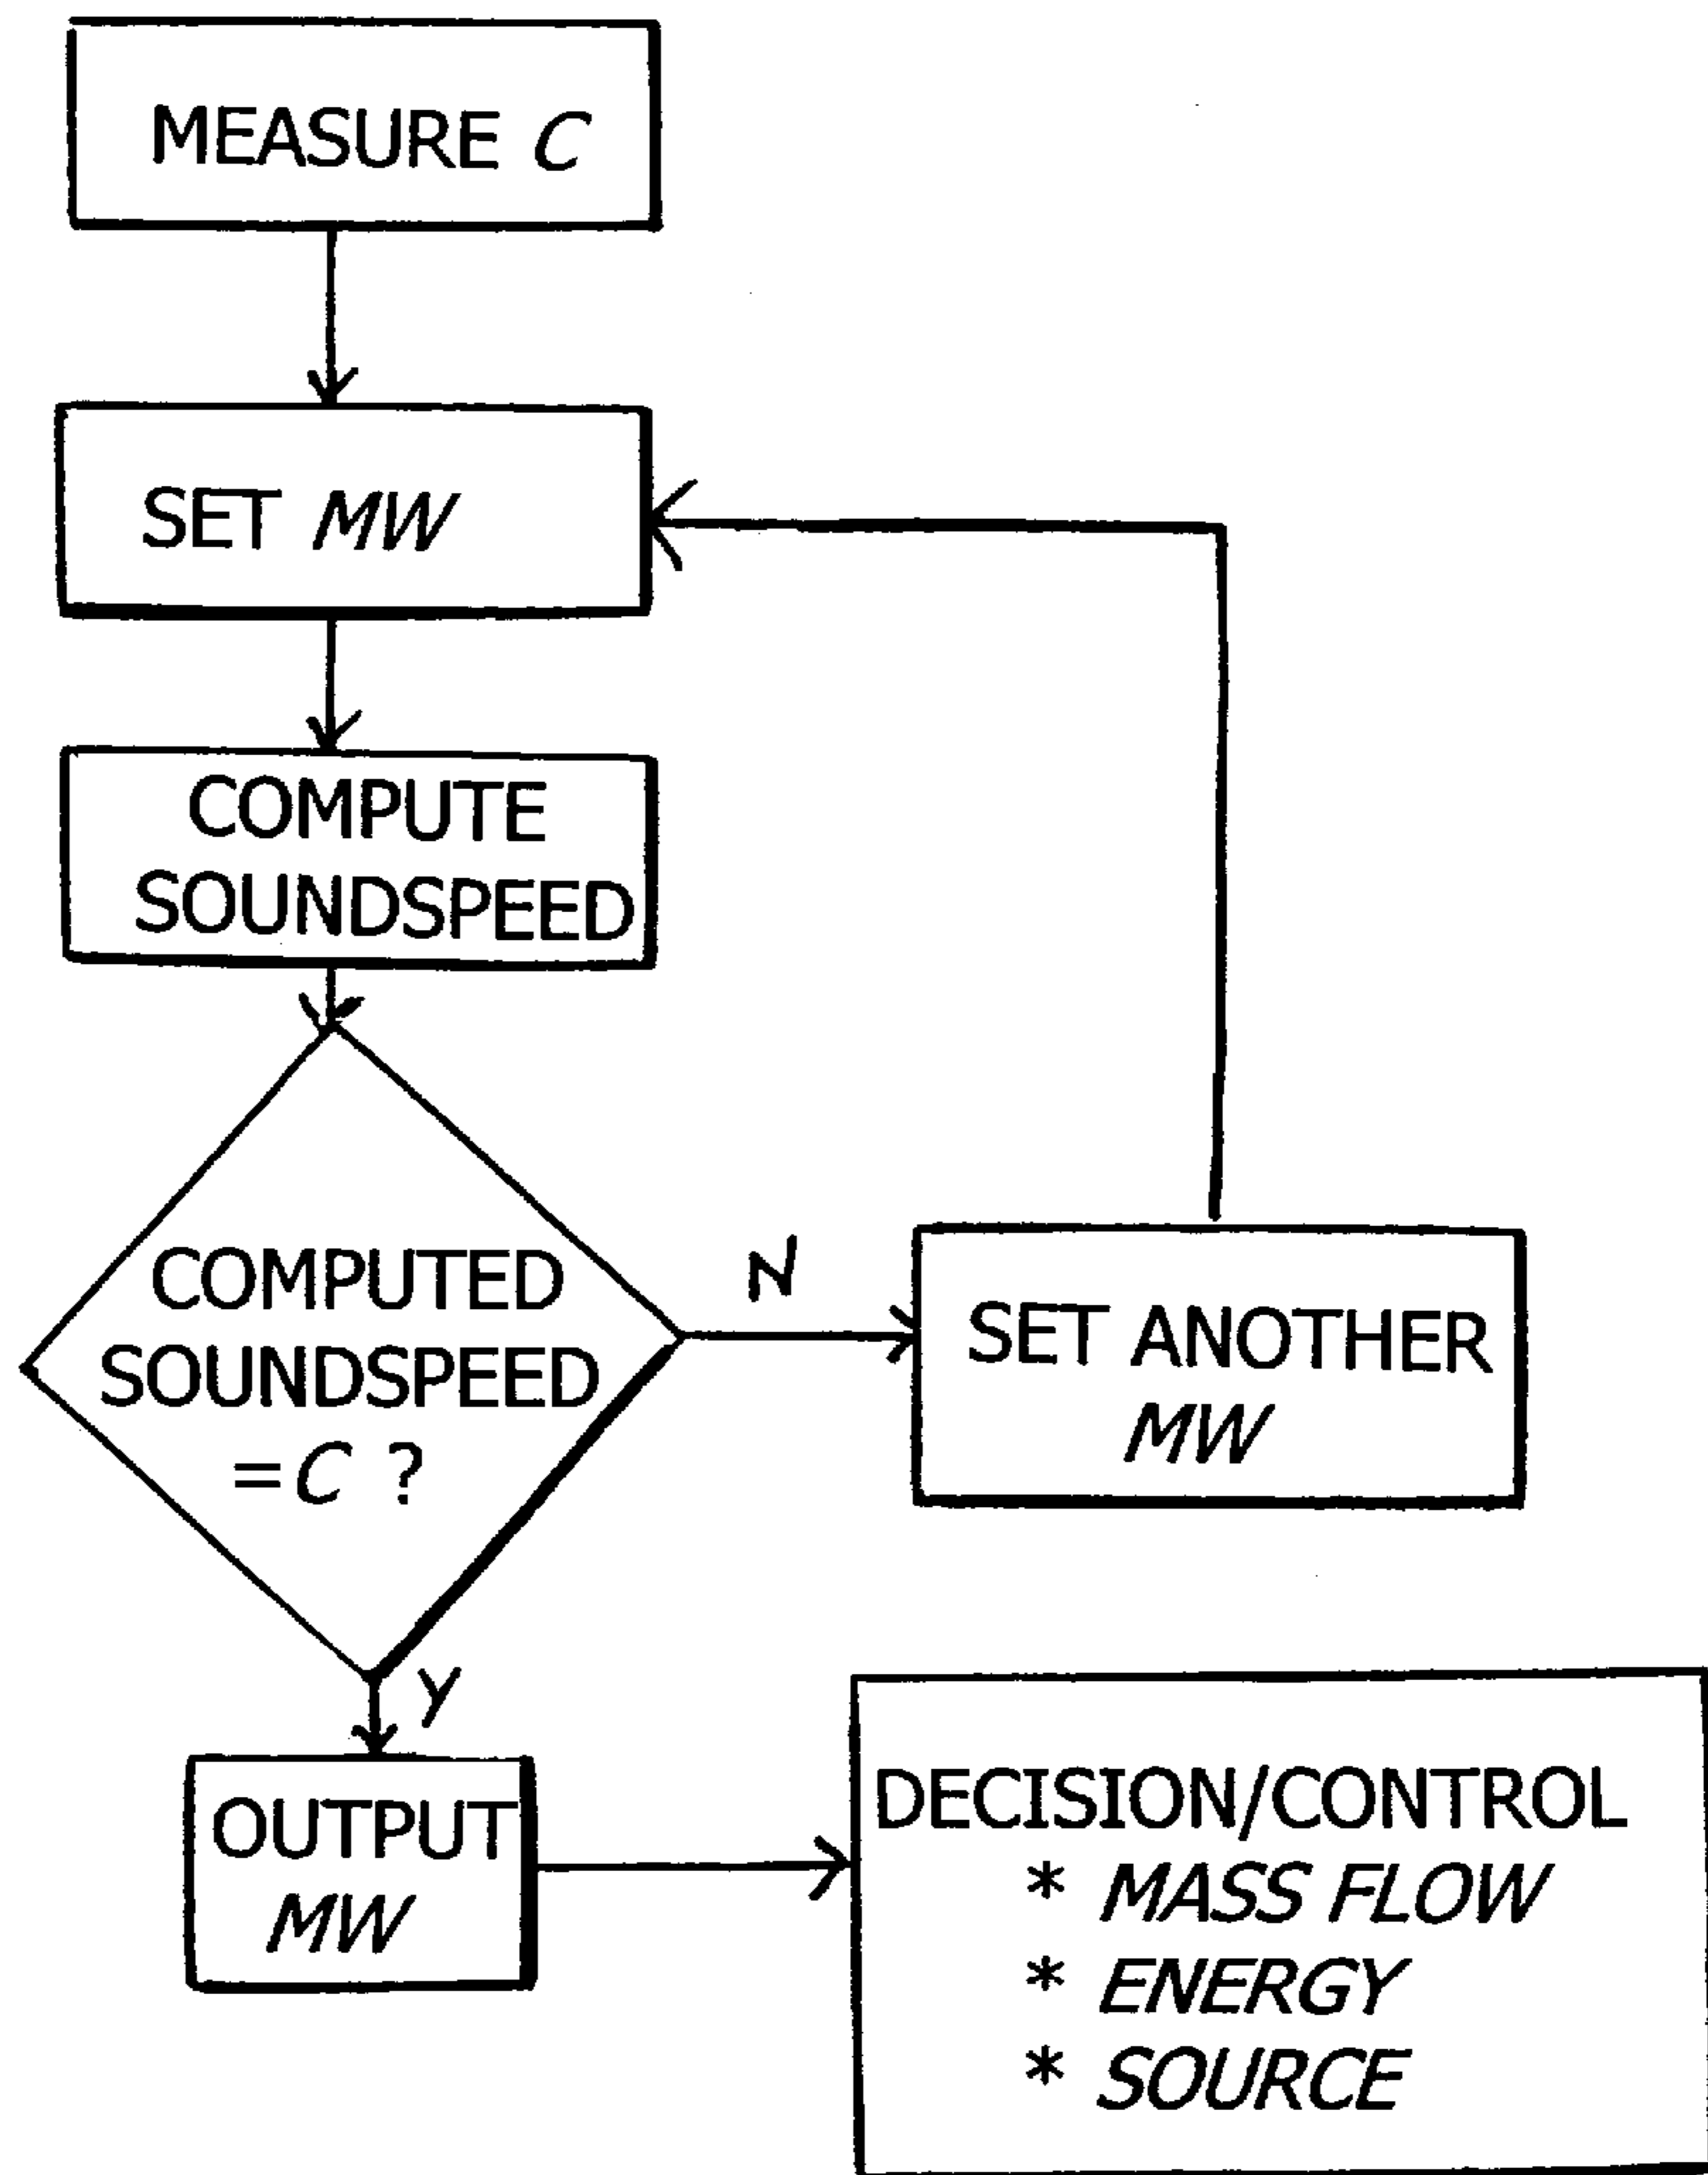 MEASURE C
SET MW
COMPUTE
SOUNDSPEED
COMPUTED
SOUNDSPEED
=C ?
N
SET ANOTHER
MW
Y
OUTPUT
MW
DECISION/CONTROL
* MASS FLOW
* ENERGY
* SOURCE